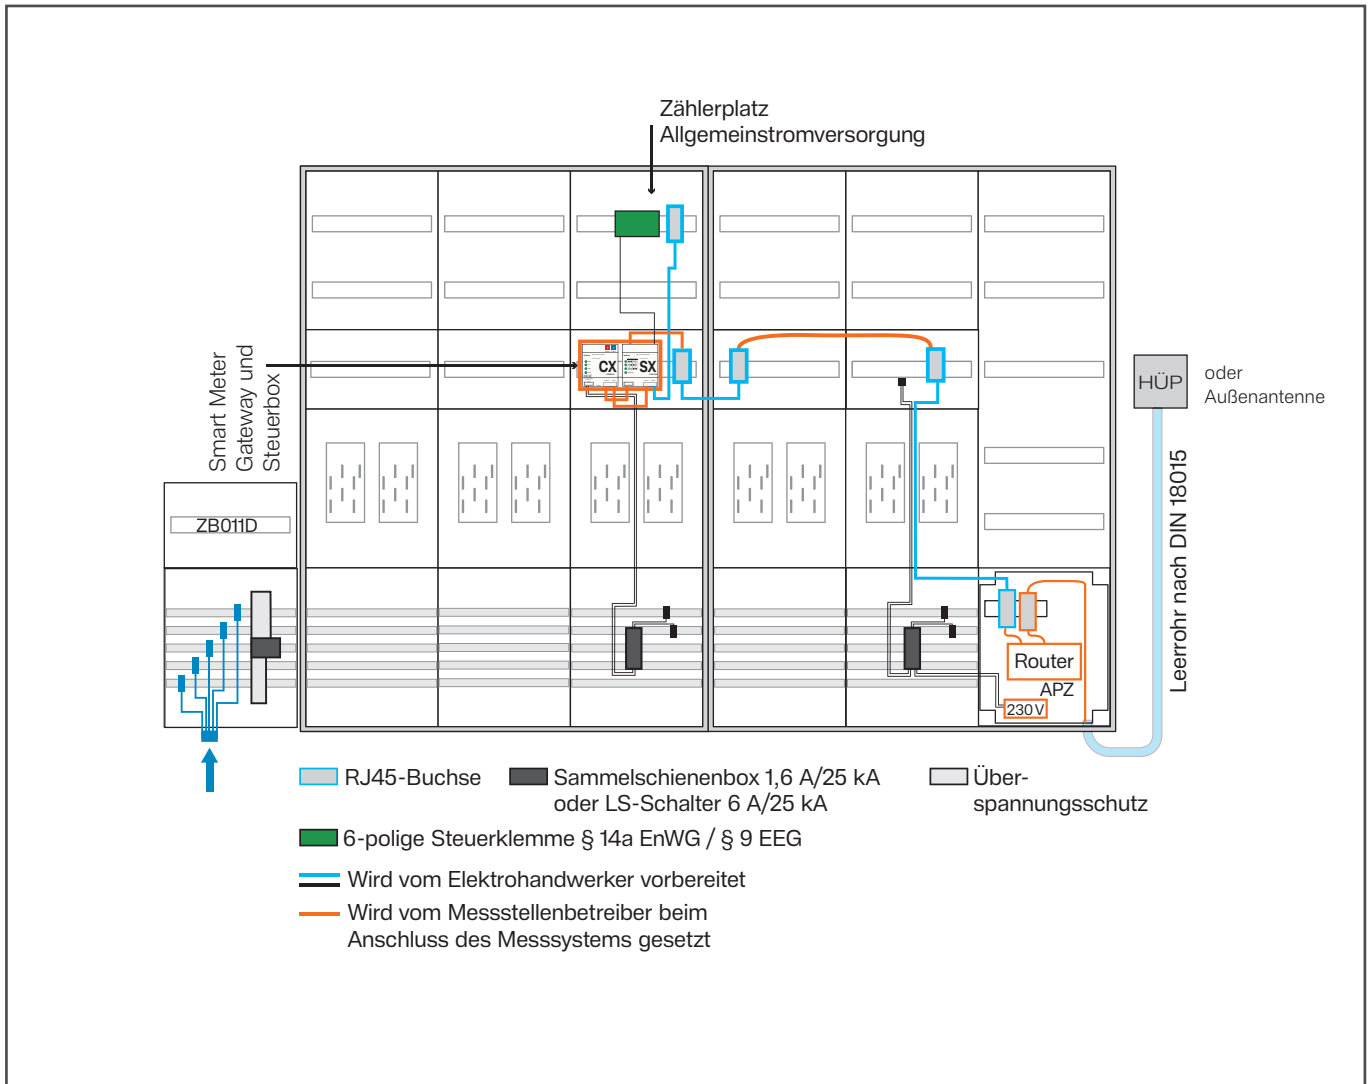 Zählerplatz
Allgemeinstromversorgung
Smart Meter
Gateway und
Steuerbox
CX
SX
HÜP
oder
Außenantenne
Leerrohr nach DIN 18015
ZB011D
Router
APZ
230 V
RJ45-Buchse
Sammelschienenbox 1,6 A/25 kA
oder LS-Schalter 6 A/25 kA
Über-
spannungsschutz
6-polige Steuerklemme § 14a EnWG / § 9 EEG
Wird vom Elektrohandwerker vorbereitet
Wird vom Messstellenbetreiber beim
Anschluss des Messsystems gesetzt